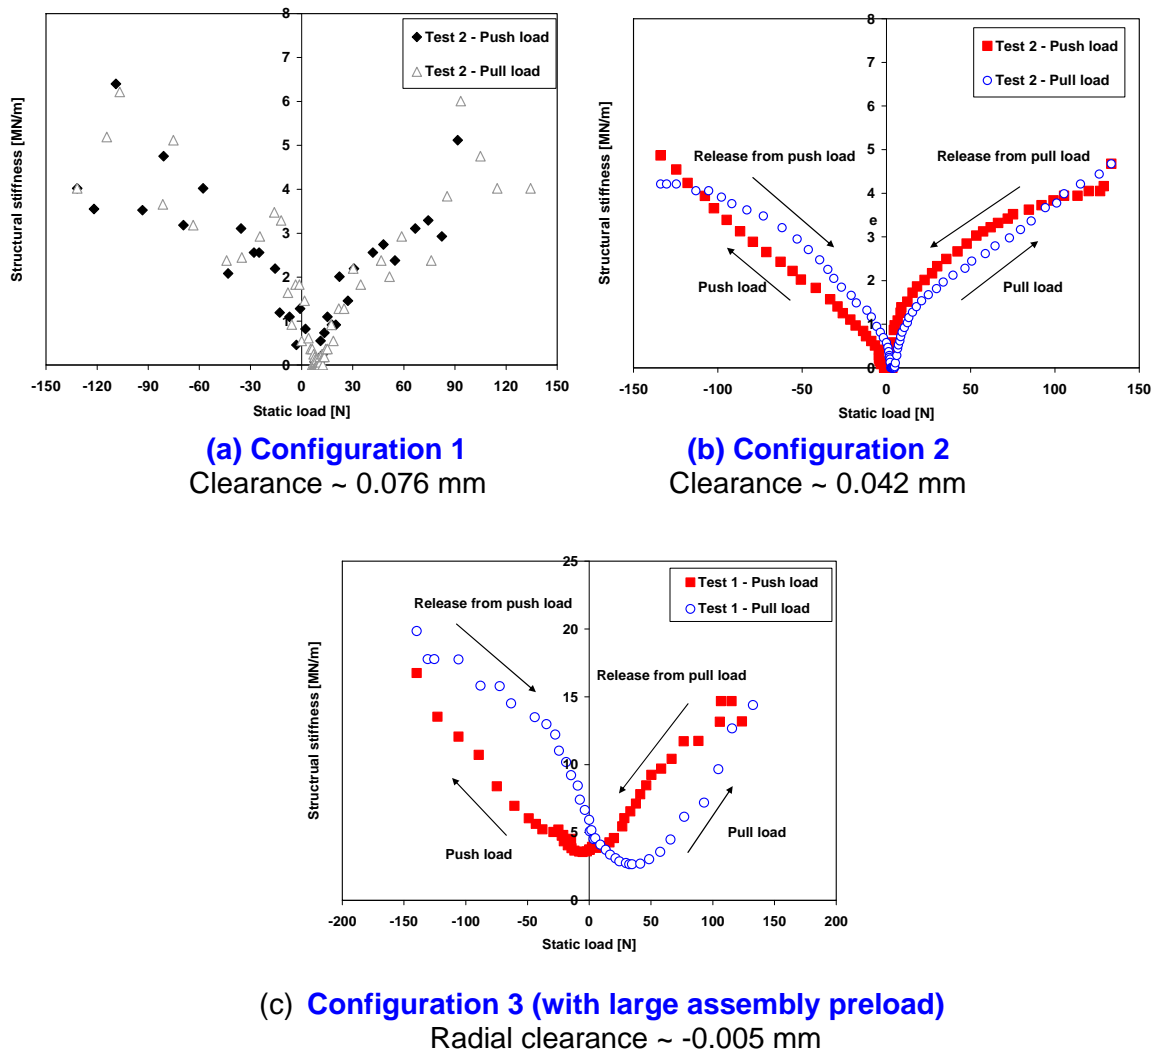 8
7
6
5
4
3
2
1
0
-150 -120 -90 -60 -30 0 30 60 90 120 150
Structural stiffness [MN/m]
Static load [N]
Test 2 - Push load
Test 2 - Pull load
(a) Configuration 1
Clearance ~ 0.076 mm
8
7
6
5
4
e
3
2
1
0
-150 -100 -50 0 50 100 150
Structural stiffness [MN/m]
Static load [N]
Test 2 - Push load
Test 2 - Pull load
Release from push load
Release from pull load
Push load
Pull load
(b) Configuration 2
Clearance ~ 0.042 mm
25
20
15
10
5
0
-200 -150 -100 -50 0 50 100 150 200
Structrual stiffness [MN/m]
Static load [N]
Test 1 - Push load
Test 1 - Pull load
Release from push load
Release from pull load
Push load
Pull load
(c) Configuration 3 (with large assembly preload)
Radial clearance ~ -0.005 mm